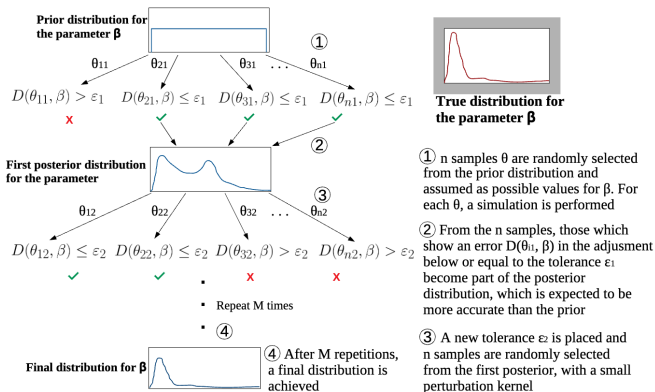 Prior distribution for
the parameter β
①
θ11 θ21 θ31 . . . θn1
D(θ11, β) > ε1 D(θ21, β) ≤ ε1 D(θ31, β) ≤ ε1 D(θn1, β) ≤ ε1
x ✓ ✓ ✓
②
First posterior distribution
for the parameter
③
θ12 θ22 θ32 . . . θn2
D(θ12, β) ≤ ε2 D(θ22, β) ≤ ε2 D(θ32, β) > ε2 D(θn2, β) > ε2
✓ ✓ x x
Repeat M times
④
Final distribution for β
④ After M repetitions,
a final distribution is
achieved
True distribution for
the parameter β
① n samples θ are randomly selected
from the prior distribution and
assumed as possible values for β. For
each θ, a simulation is performed
② From the n samples, those which
show an error D(θi1, β) in the adjusment
below or equal to the tolerance ε1
become part of the posterior
distribution, which is expected to be
more accurate than the prior
③ A new tolerance ε2 is placed and
n samples are randomly selected
from the first posterior, with a small
perturbation kernel